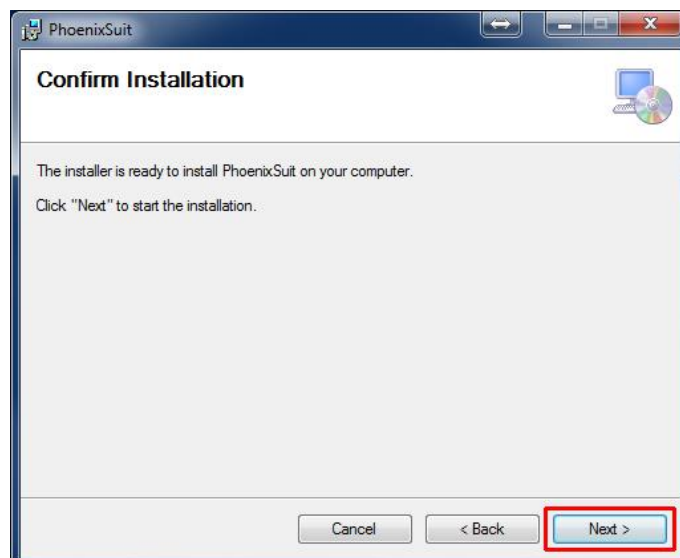 PhoenixSuit
Confirm Installation
The installer is ready to install PhoenixSuit on your computer.
Click "Next" to start the installation.
Cancel
< Back
Next >